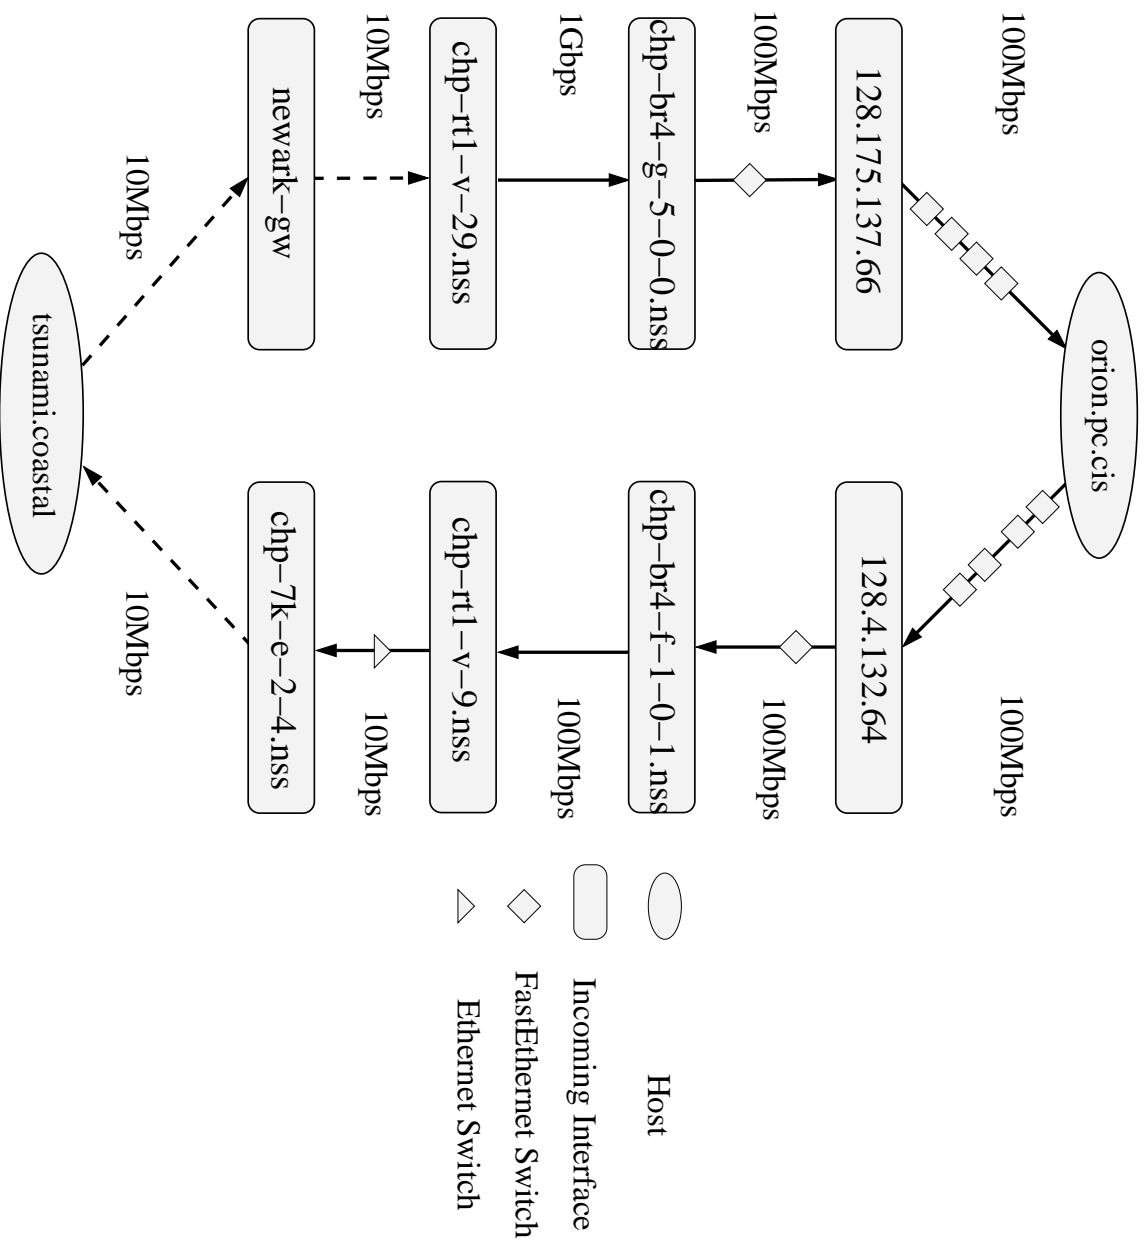 100Mbps
100Mbps
orion.pc.cis
128.175.137.66
128.4.132.64
100Mbps
100Mbps
chp−br4−g−5−0−0.nss
chp−br4−f−1−0−1.nss
1Gbps
100Mbps
chp−rt1−v−29.nss
chp−rt1−v−9.nss
10Mbps
10Mbps
newark−gw
chp−7k−e−2−4.nss
10Mbps
10Mbps
tsunami.coastal
Host
Incoming Interface
FastEthernet Switch
Ethernet Switch